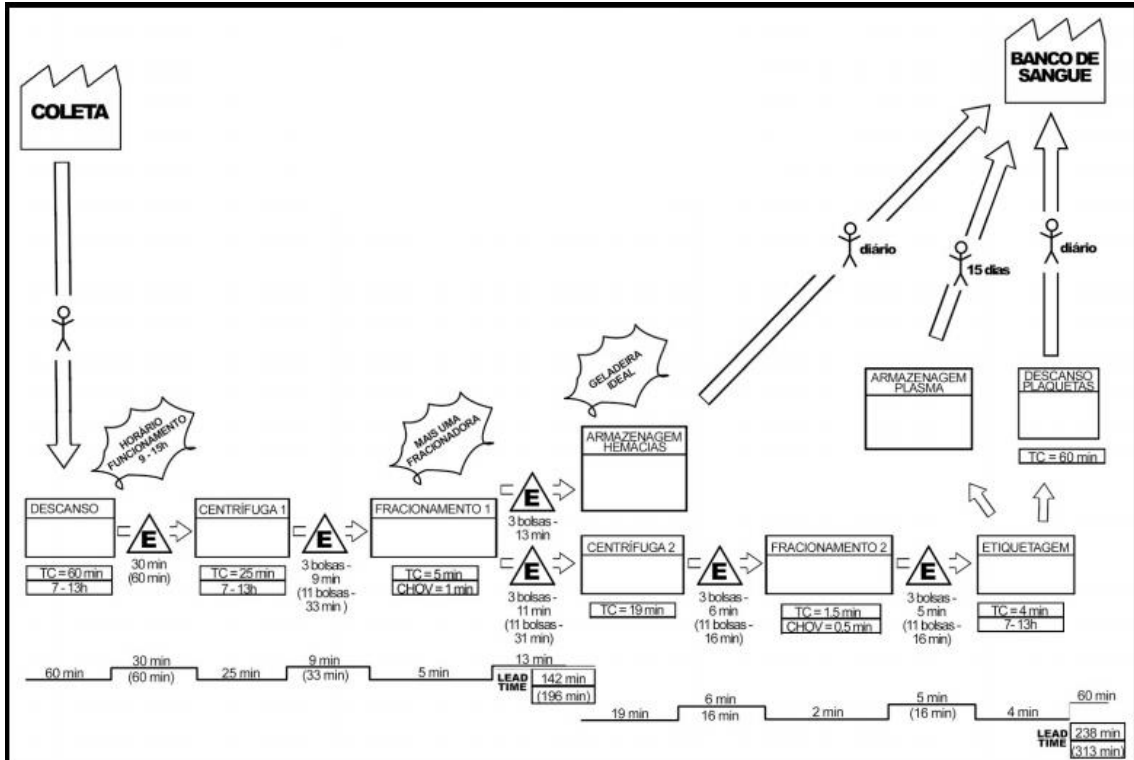 COLETA
BANCO DE
SANGUE
diário
15 dias
diário
HORÁRIO
FUNCIONAMENTO
9 - 15h
MAIS UMA
FRACIONADORA
GELADEIRA
IDEAL
ARMAZENAGEM
PLASMA
DESCANSO
PLAQUETAS
TC = 60 min
ARMAZENAGEM
HEMACIAS
DESCANSO
TC = 60 min
7 - 13h
E
30 min
(60 min)
CENTRÍFUGA 1
TC = 25 min
7 - 13h
E
3 bolsas -
9 min
(11 bolsas -
33 min )
FRACIONAMENTO 1
TC = 5 min
CHOV = 1 min
E
3 bolsas -
13 min
E
3 bolsas -
11 min
(11 bolsas -
31 min)
CENTRÍFUGA 2
TC = 19 min
E
3 bolsas -
6 min
(11 bolsas -
16 min)
FRACIONAMENTO 2
TC = 1.5 min
CHOV = 0.5 min
E
3 bolsas -
5 min
(11 bolsas -
16 min)
ETIQUETAGEM
TC = 4 min
7- 13h
60 min
30 min
(60 min)
25 min
9 min
(33 min)
5 min
13 min
LEAD
TIME
142 min
(196 min)
19 min
6 min
16 min
2 min
5 min
(16 min)
4 min
60 min
LEAD
TIME
238 min
(313 min)